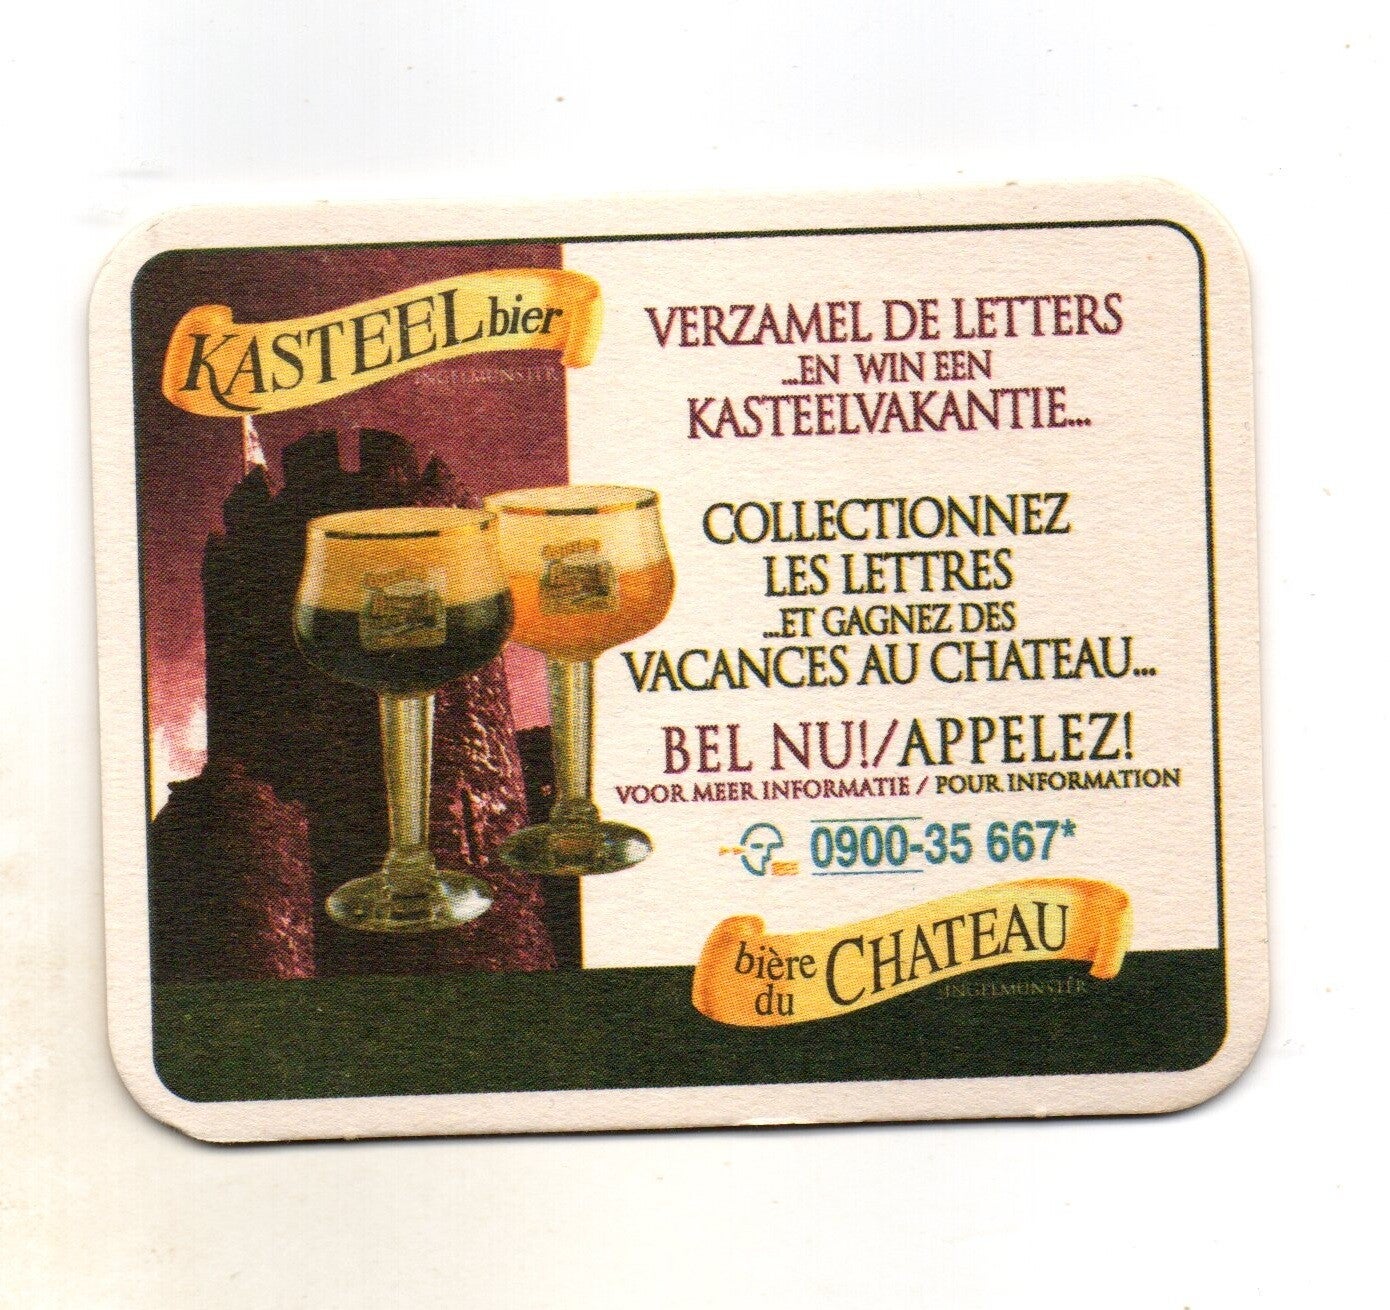 KASTEEL bier
INGELMUNSTER
VERZAMEL DE LETTERS
...EN WIN EEN
KASTEELVAKANTIE...
COLLECTIONNEZ
LES LETTRES
...ET GAGNEZ DES
VACANCES AU CHATEAU...
BEL NU!/APPELEZ!
VOOR MEER INFORMATIE / POUR INFORMATION
0900-35 667*
bière du CHATEAU
INGELMUNSTER